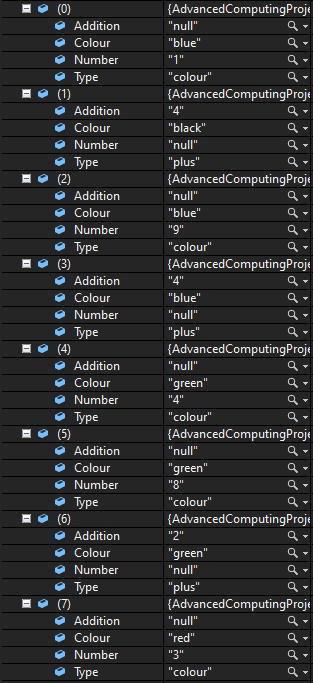 (0) {AdvancedComputingProje
Addition "null"
Colour "blue"
Number "1"
Type "colour"
(1) {AdvancedComputingProje
Addition "4"
Colour "black"
Number "null"
Type "plus"
(2) {AdvancedComputingProje
Addition "null"
Colour "blue"
Number "9"
Type "colour"
(3) {AdvancedComputingProje
Addition "4"
Colour "blue"
Number "null"
Type "plus"
(4) {AdvancedComputingProje
Addition "null"
Colour "green"
Number "4"
Type "colour"
(5) {AdvancedComputingProje
Addition "null"
Colour "green"
Number "8"
Type "colour"
(6) {AdvancedComputingProje
Addition "2"
Colour "green"
Number "null"
Type "plus"
(7) {AdvancedComputingProje
Addition "null"
Colour "red"
Number "3"
Type "colour"